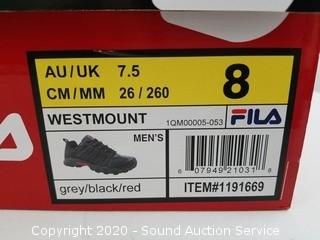 AU/UK 7.5
CM/MM 26/260
8
WESTMOUNT
1QM00005-053
FILA
MEN'S
6 07949 21031 8
grey/black/red
ITEM#1191669
Copyright 2020 - Sound Auction Service